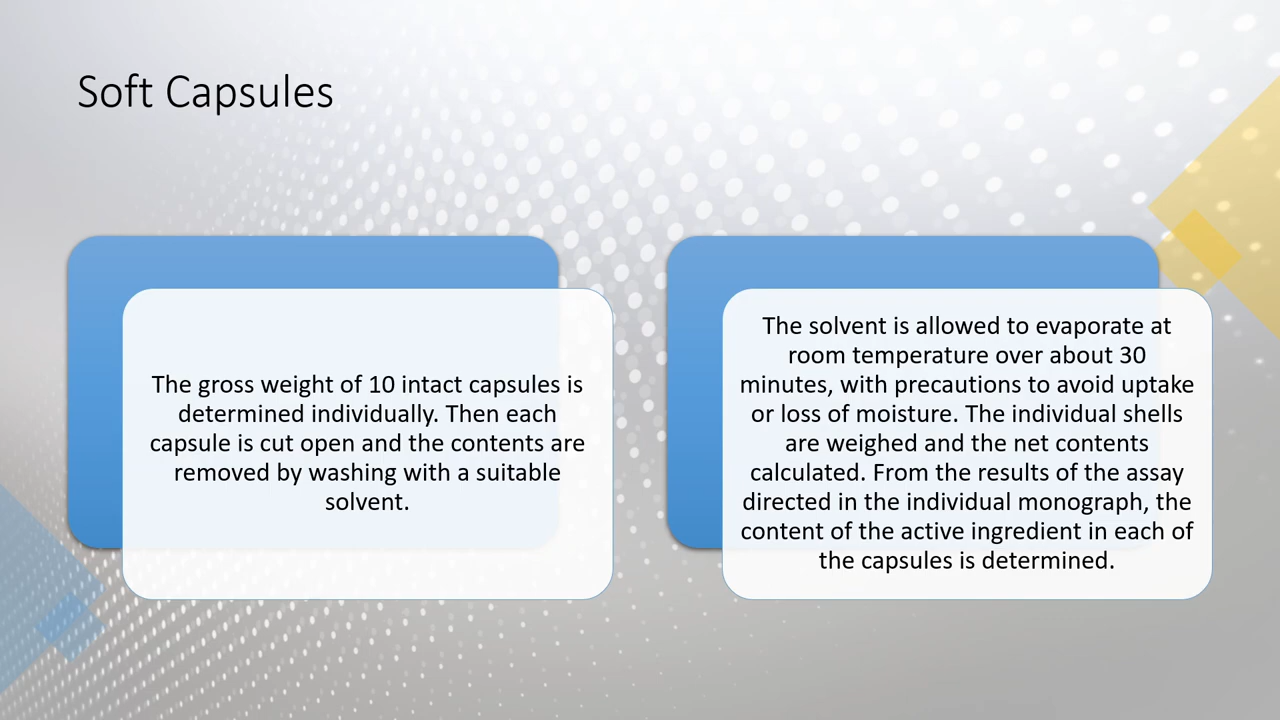 Soft Capsules
The gross weight of 10 intact capsules is
determined individually. Then each
capsule is cut open and the contents are
removed by washing with a suitable
solvent.
The solvent is allowed to evaporate at
room temperature over about 30
minutes, with precautions to avoid uptake
or loss of moisture. The individual shells
are weighed and the net contents
calculated. From the results of the assay
directed in the individual monograph, the
content of the active ingredient in each of
the capsules is determined.